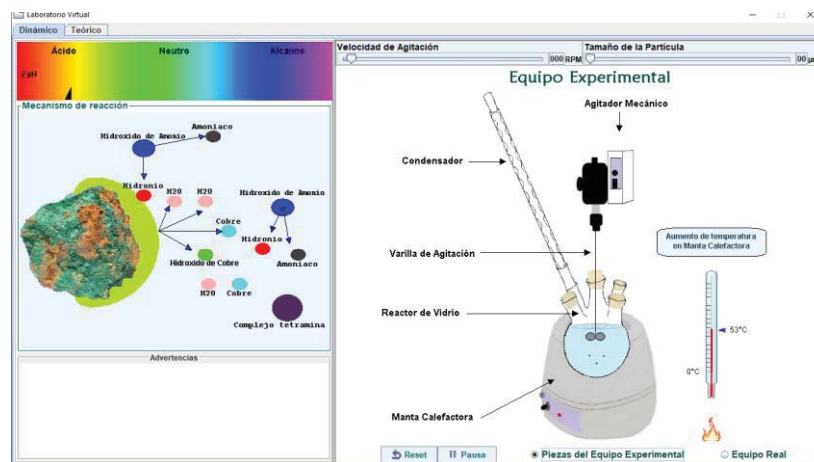 Laboratorio Virtual
Dinámico Teórico
Ácido Neutro Alcalino
2 pH
Mecanismo de reacción
Hidroxido de Amonio
Amoniaco
Hidronio
H2O H2O
Hidroxido de Amonio
Cobre
Hidronio
Hidroxido de Cobre
Amoniaco
H2O Cobre
Complejo tetramina
Advertencias
Velocidad de Agitación
000 RPM
Tamaño de la Partícula
00 µm
Equipo Experimental
Agitador Mecánico
Condensador
Varilla de Agitación
Aumento de temperatura
en Manta Calefactora
Reactor de Vidrio
53°C
0°C
Manta Calefactora
Reset Pausa
Piezas del Equipo Experimental
Equipo Real